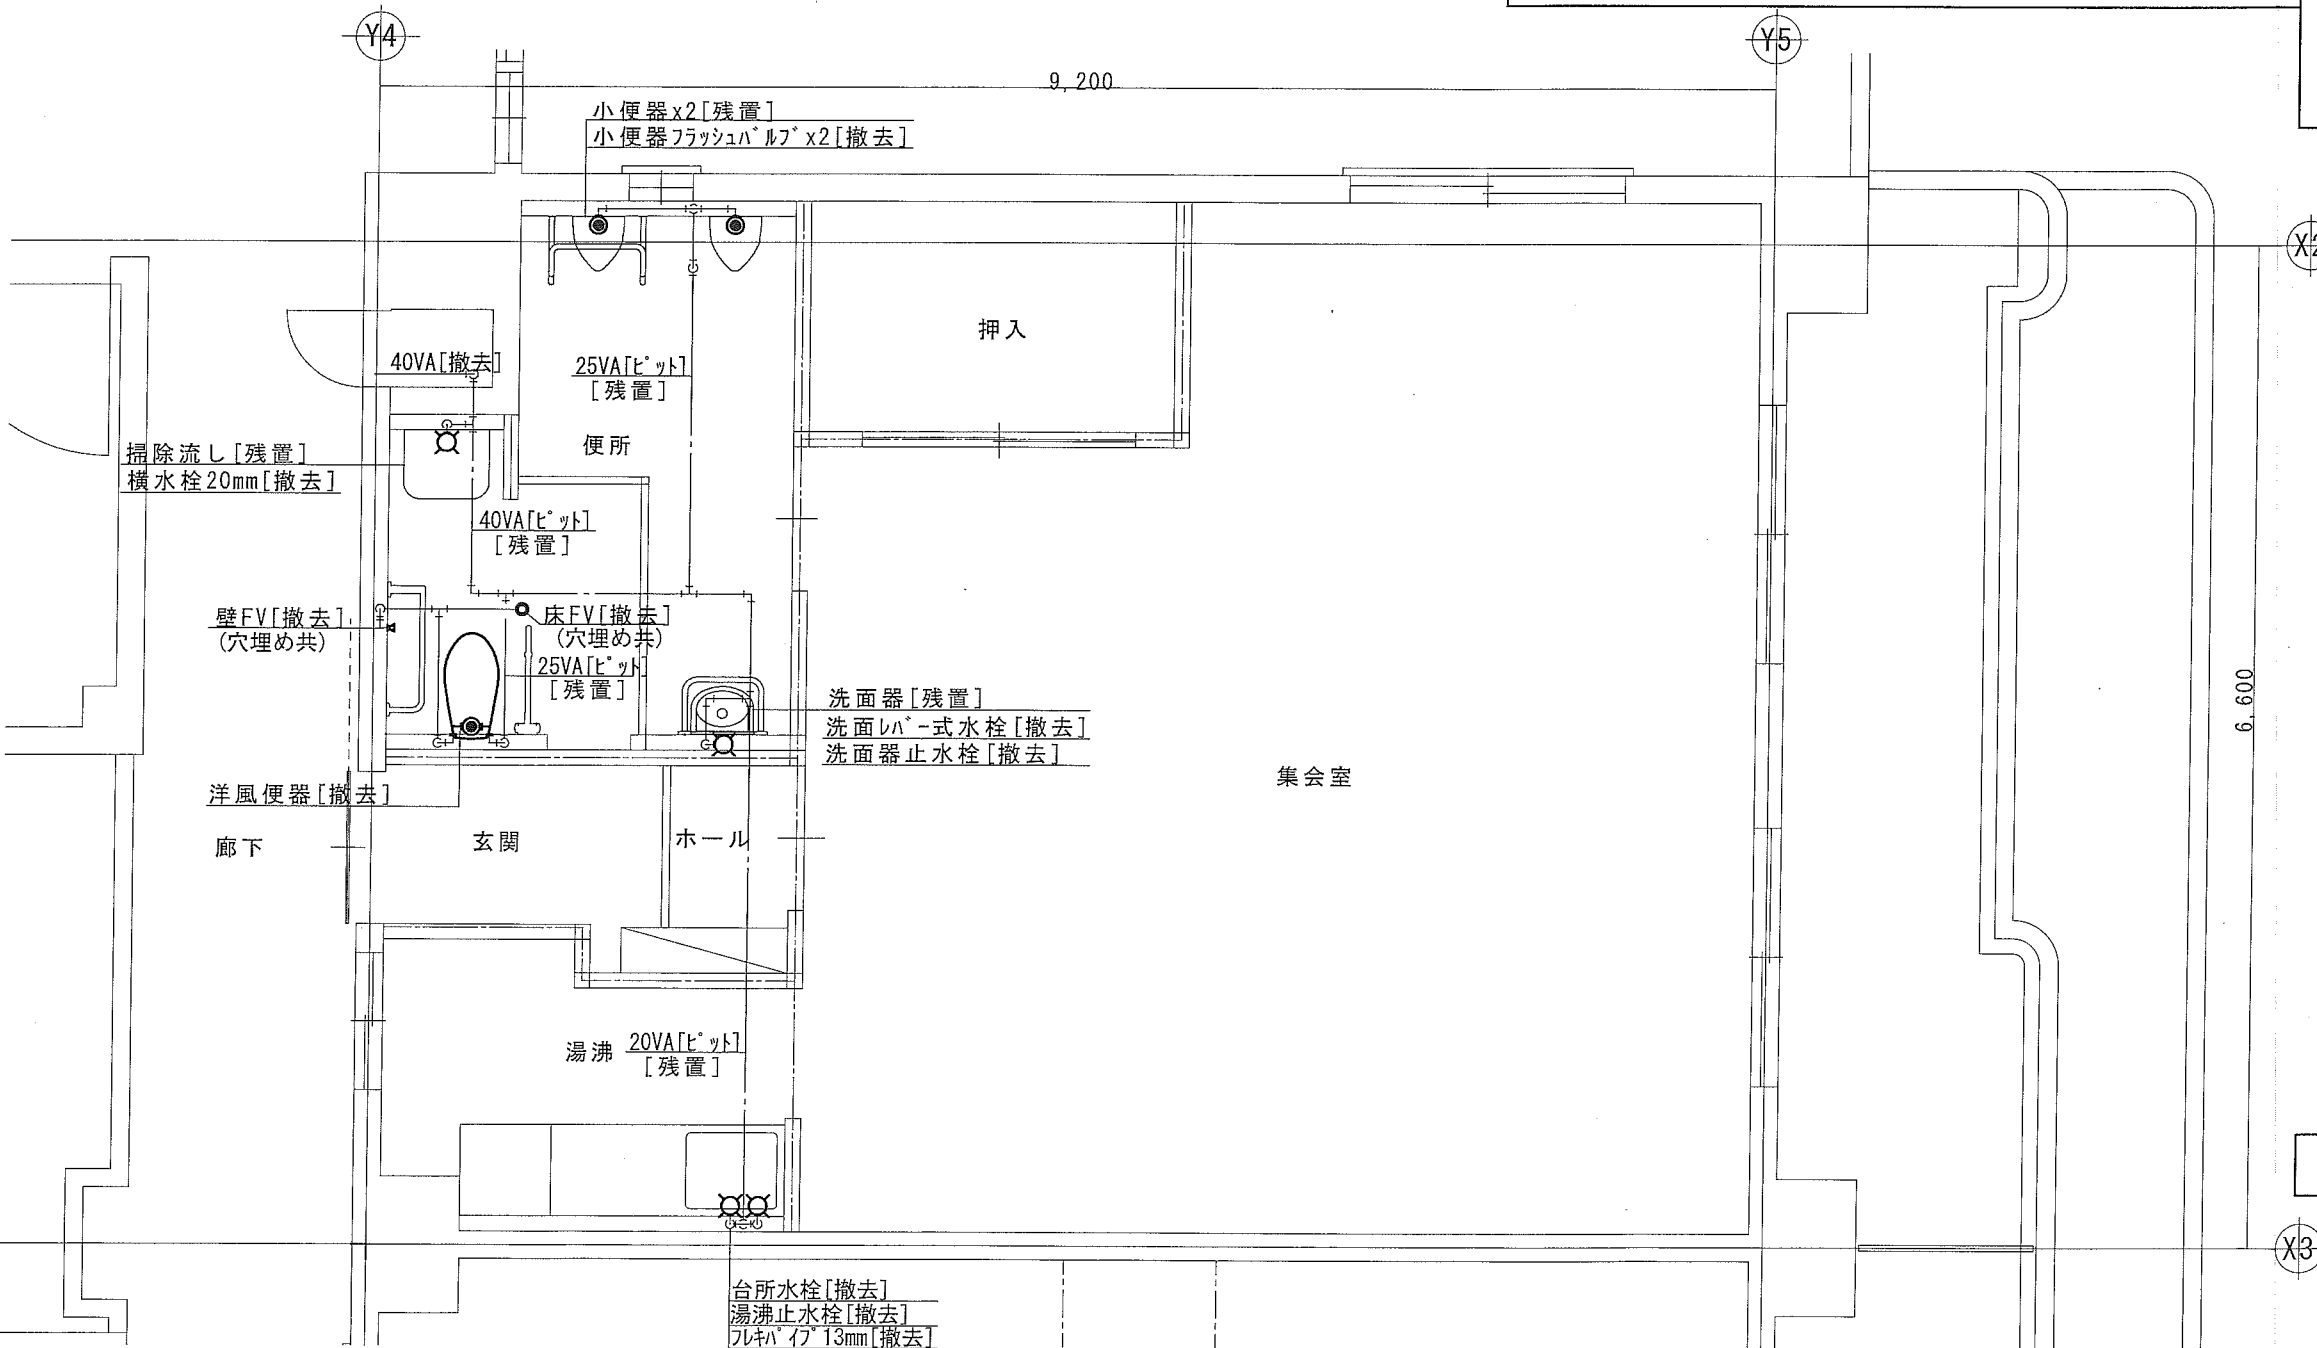 Y4
Y5
9,200
小便器x2[残置]
小便器フラッシュバルブx2[撤去]
X2
押入
40VA[撤去]
25VA[ピット]
[残置]
便所
掃除流し[残置]
横水栓20mm[撤去]
40VA[ピット]
[残置]
壁FV[撤去]
(穴埋め共)
床FV[撤去]
(穴埋め共)
25VA[ピット]
[残置]
洗面器[残置]
洗面レバー式水栓[撤去]
洗面器止水栓[撤去]
6,600
集会室
洋風便器[撤去]
廊下
玄関
ホール
湯沸
20VA[ピット]
[残置]
X3
台所水栓[撤去]
湯沸止水栓[撤去]
フレキパイプ13mm[撤去]